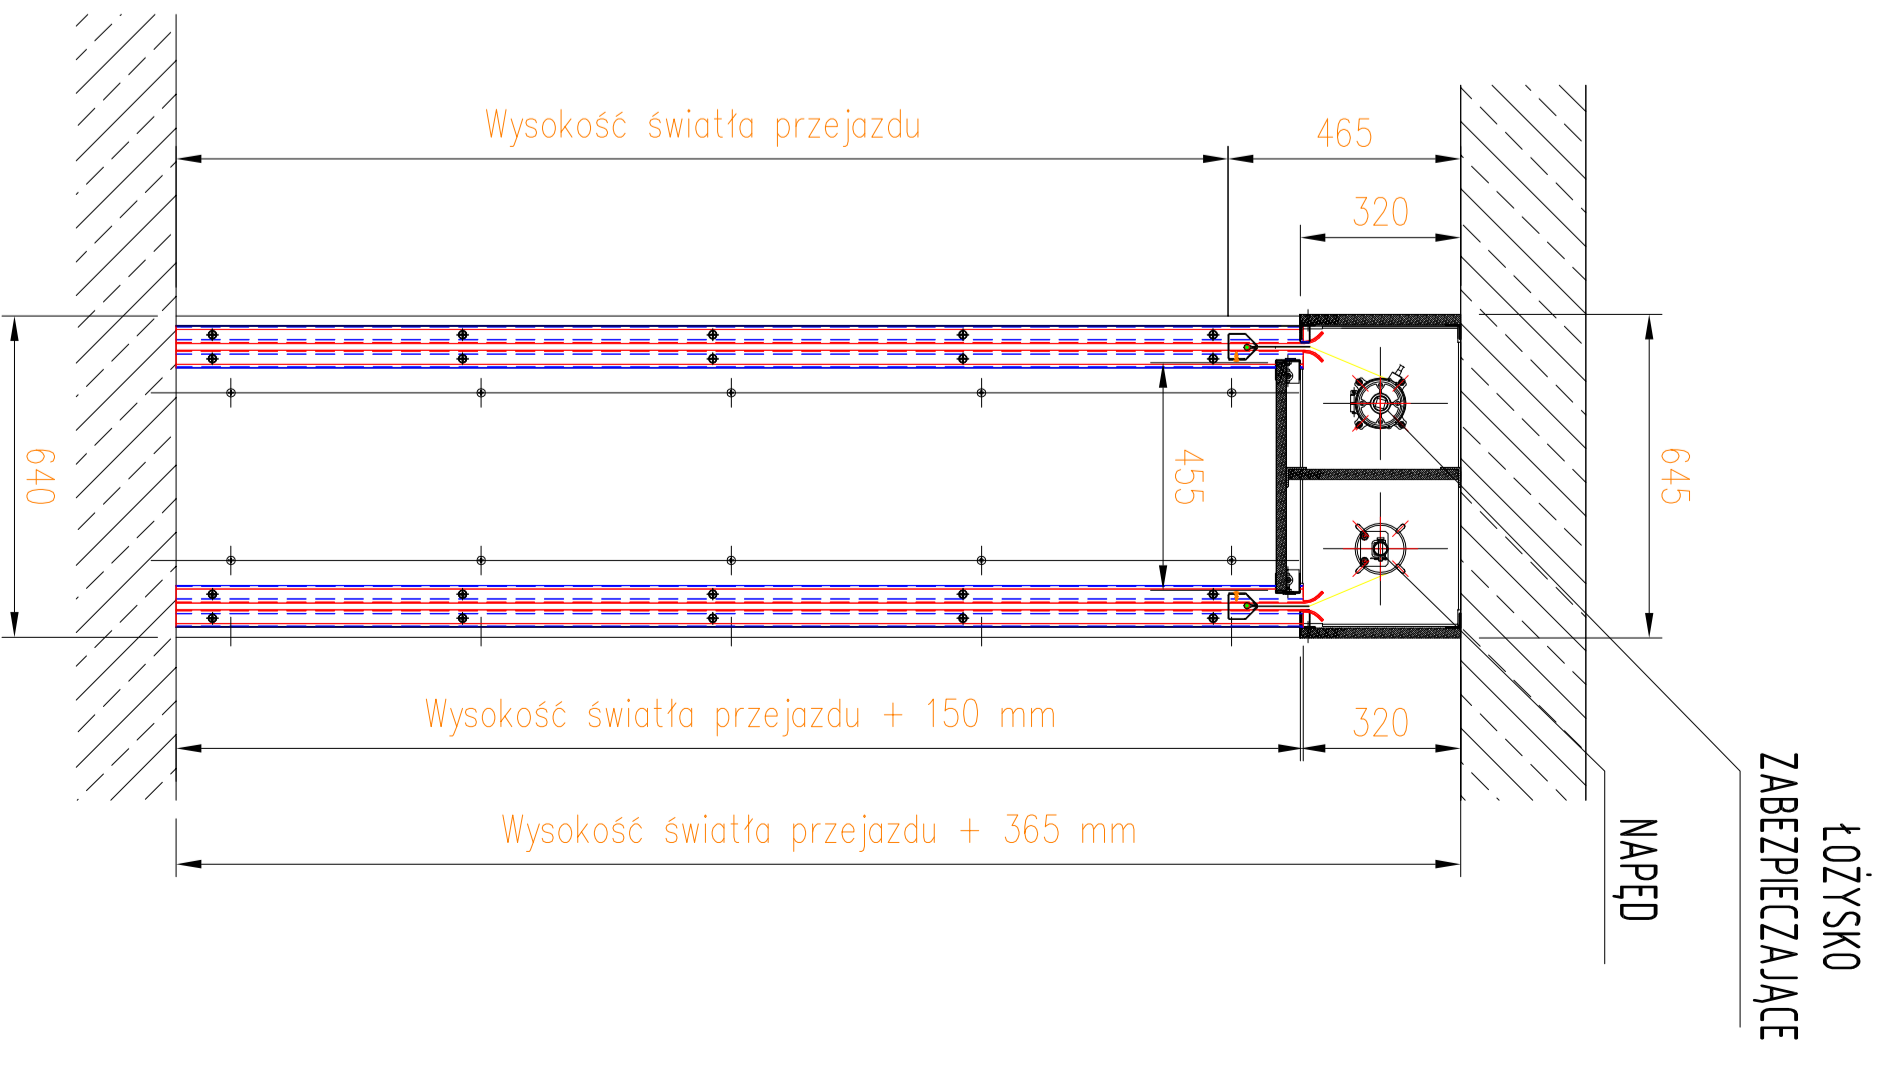 Wysokość światła przejazdu
465
320
640
455
645
Wysokość światła przejazdu + 150 mm
320
Wysokość światła przejazdu + 365 mm
NAPĘD
ŁOŻYSKO
ZABEZPIECZAJĄCE